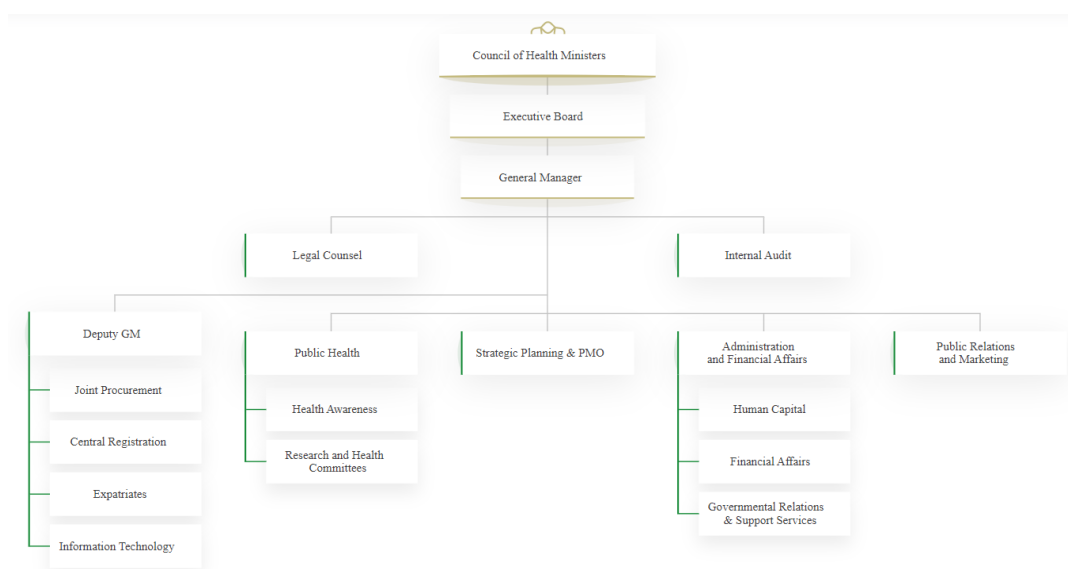 Council of Health Ministers
Executive Board
General Manager
Legal Counsel
Internal Audit
Deputy GM
Joint Procurement
Central Registration
Expatriates
Information Technology
Public Health
Health Awareness
Research and Health
Committees
Strategic Planning & PMO
Administration
and Financial Affairs
Human Capital
Financial Affairs
Governmental Relations
& Support Services
Public Relations
and Marketing